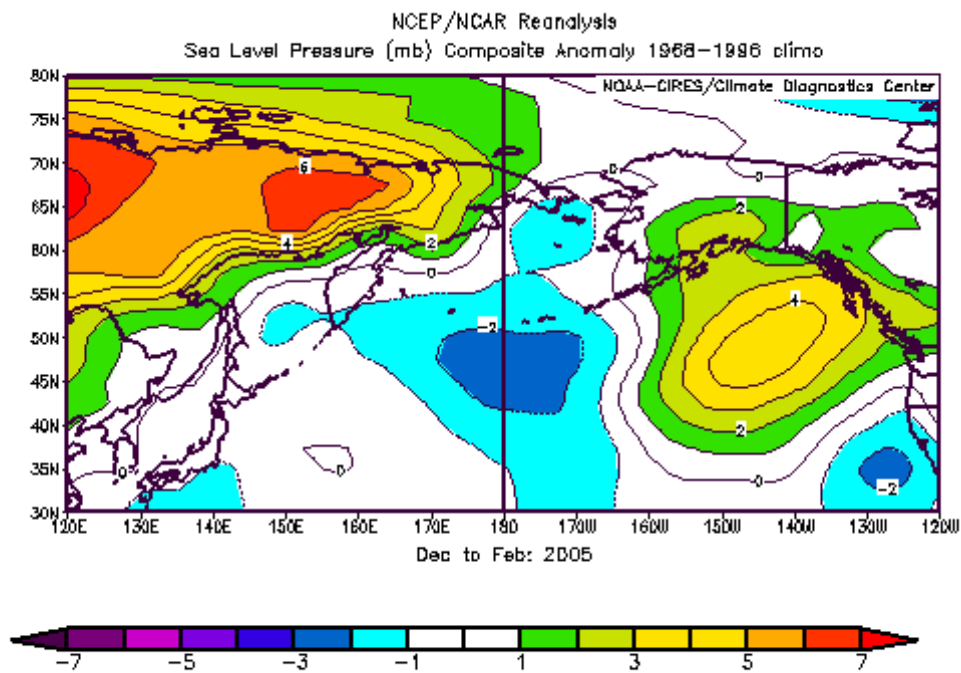 NCEP/NCAR Reanalysis
Sea Level Pressure (mb) Composite Anomaly 1968-1996 climo
NOAA-CIRES/Climate Diagnostics Center
80N
75N
70N
65N
60N
55N
50N
45N
40N
35N
30N
6
4
2
0
0
0
2
4
-2
2
0
0
0
-2
120E 130E 140E 150E 160E 170E 180 170W 160W 150W 140W 130W 120W
Dec to Feb: 2005
-7 -5 -3 -1 1 3 5 7